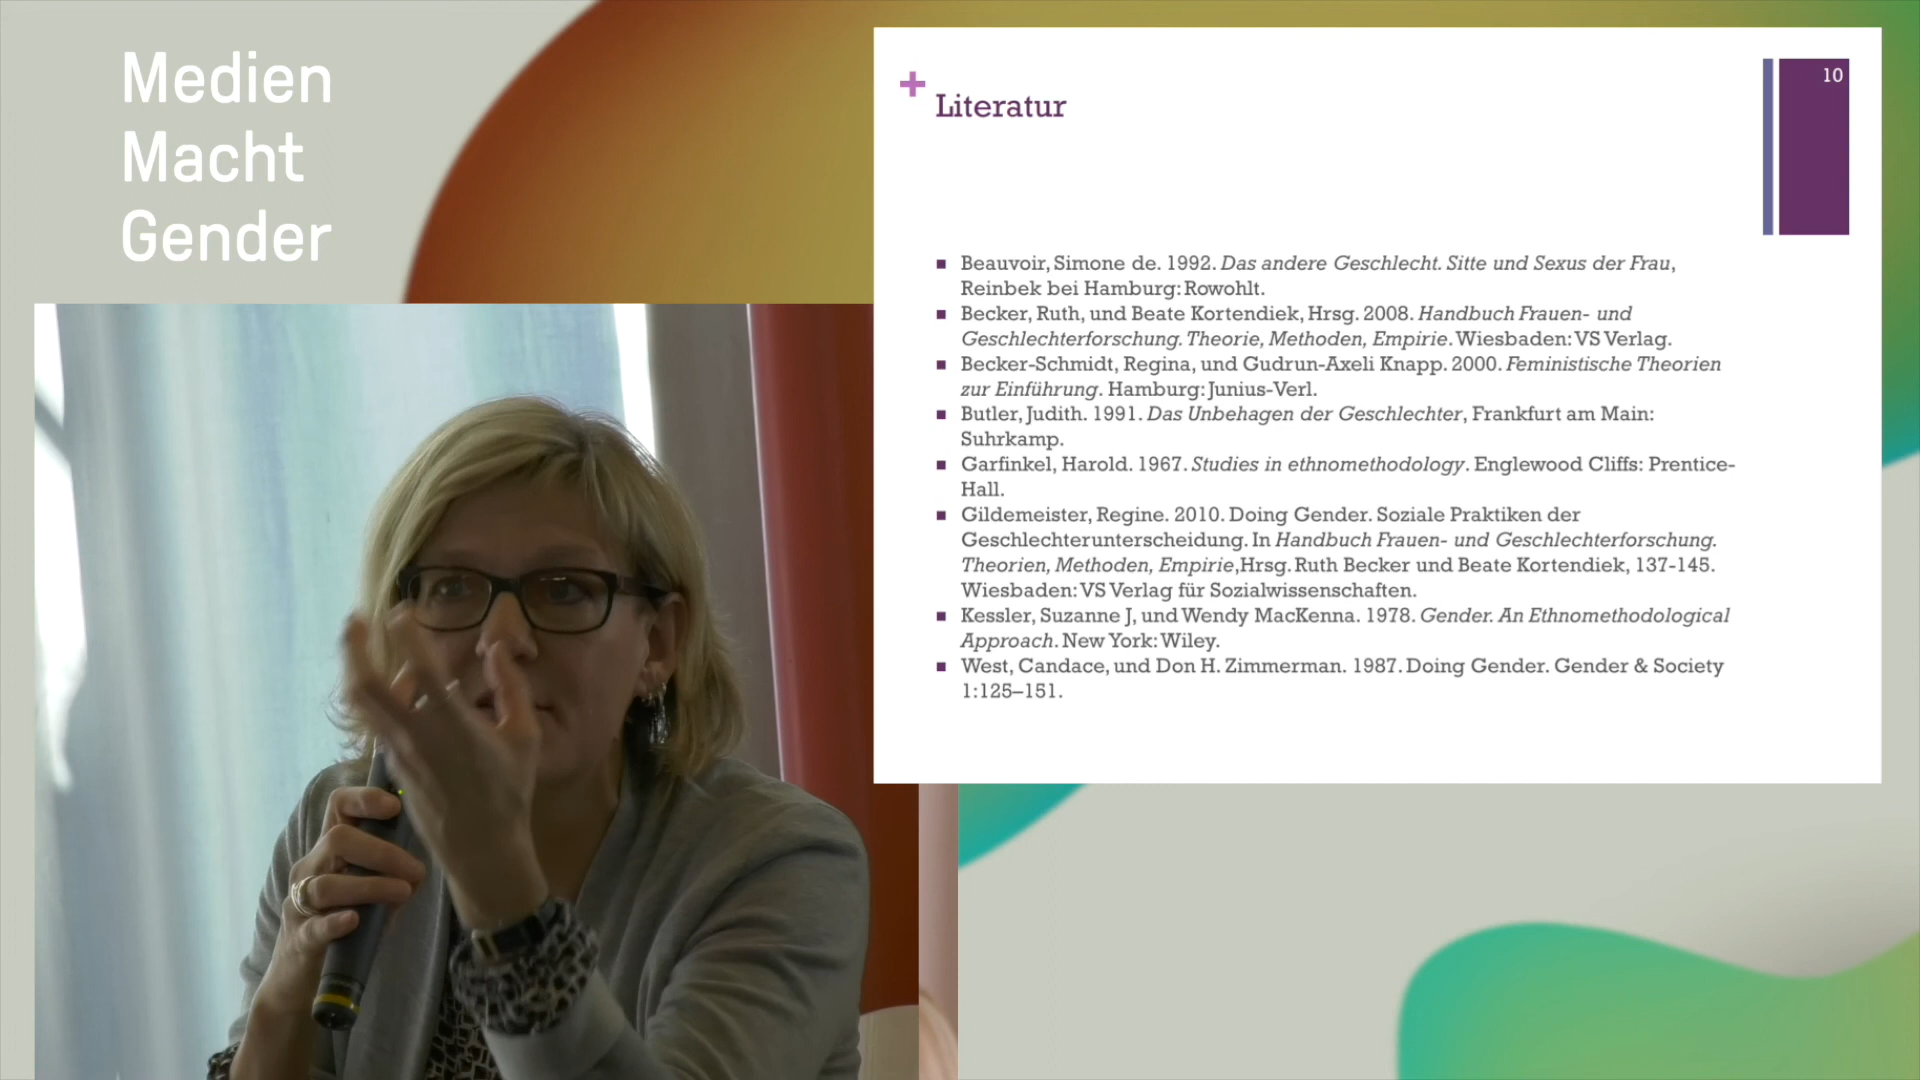 Medien
Macht
Gender
+
Literatur
10
Beauvoir, Simone de. 1992. Das andere Geschlecht. Sitte und Sexus der Frau,
Reinbek bei Hamburg: Rowohlt.
Becker, Ruth, und Beate Kortendiek, Hrsg. 2008. Handbuch Frauen- und
Geschlechterforschung. Theorie, Methoden, Empirie. Wiesbaden: VS Verlag.
Becker-Schmidt, Regina, und Gudrun-Axeli Knapp. 2000. Feministische Theorien
zur Einführung. Hamburg: Junius-Verl.
Butler, Judith. 1991. Das Unbehagen der Geschlechter, Frankfurt am Main:
Suhrkamp.
Garfinkel, Harold. 1967. Studies in ethnomethodology. Englewood Cliffs: Prentice-
Hall.
Gildemeister, Regine. 2010. Doing Gender. Soziale Praktiken der
Geschlechterunterscheidung. In Handbuch Frauen- und Geschlechterforschung.
Theorien, Methoden, Empirie, Hrsg. Ruth Becker und Beate Kortendiek, 137-145.
Wiesbaden: VS Verlag für Sozialwissenschaften.
Kessler, Suzanne J, und Wendy MacKenna. 1978. Gender. An Ethnomethodological
Approach. New York: Wiley.
West, Candace, und Don H. Zimmerman. 1987. Doing Gender. Gender & Society
1:125–151.